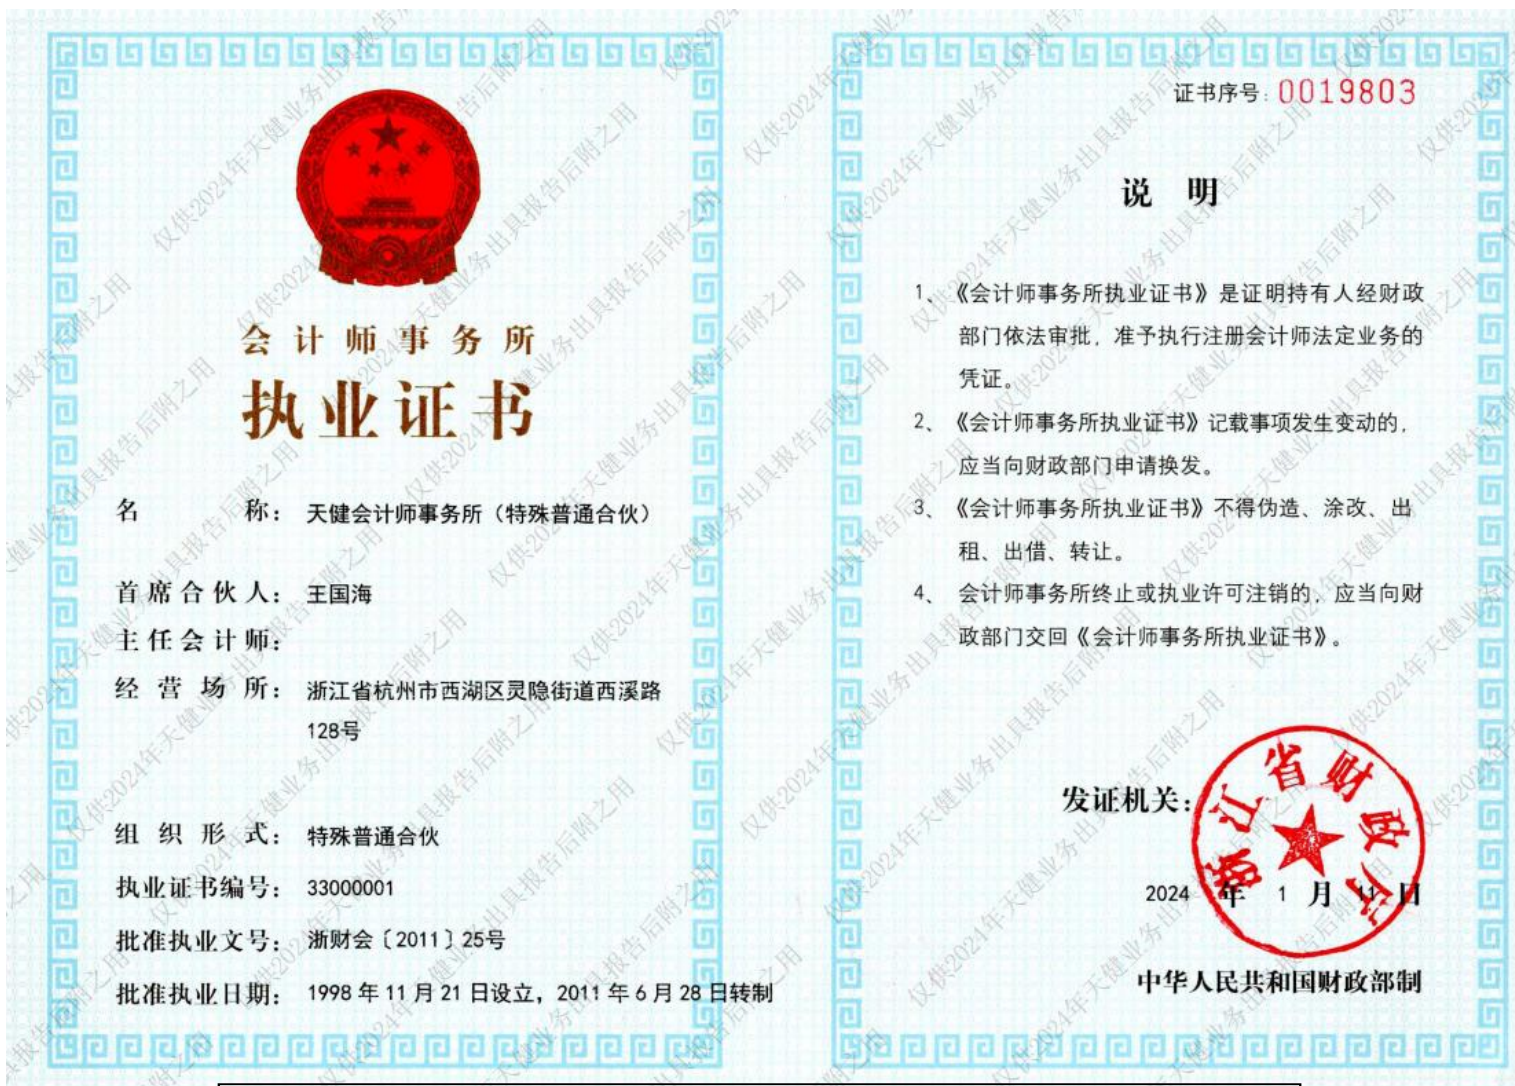 会计师事务所
执业证书
名称：天健会计师事务所（特殊普通合伙）
首席合伙人：王国海
主任会计师：
经营场所：浙江省杭州市西湖区灵隐街道西溪路
128号
组织形式：特殊普通合伙
执业证书编号：33000001
批准执业文号：浙财会〔2011〕25号
批准执业日期：1998年11月21日设立，2011年6月28日转制
证书序号：0019803
说 明
1、《会计师事务所执业证书》是证明持有人经财政
部门依法审批，准予执行注册会计师法定业务的
凭证。
2、《会计师事务所执业证书》记载事项发生变动的，
应当向财政部门申请换发。
3、《会计师事务所执业证书》不得伪造、涂改、出
租、出借、转让。
4、会计师事务所终止或执业许可注销的，应当向财
政部门交回《会计师事务所执业证书》。
发证机关：
浙江省财政厅
2024年1月11日
中华人民共和国财政部制
仅供2024年天健业务出具报告后附之用